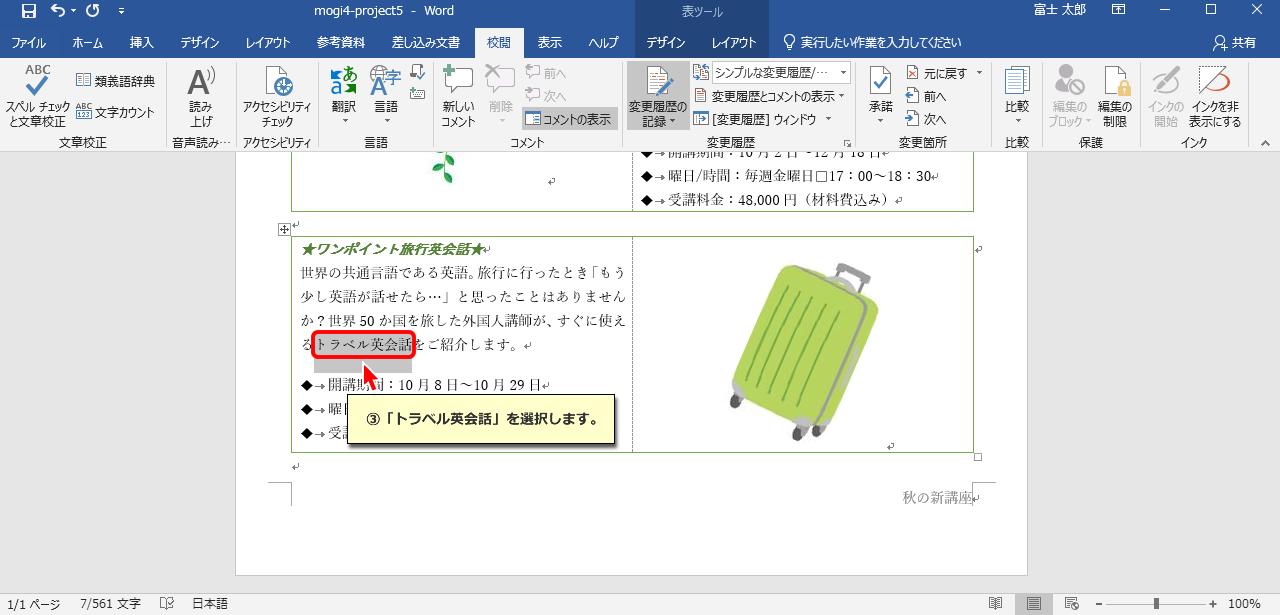 mogi4-project5 - Word
表ツール
富士 太郎
ファイル ホーム 挿入 デザイン レイアウト 参考資料 差し込み文書 校閲 表示 ヘルプ デザイン レイアウト 実行したい作業を入力してください 共有
ABC
スペル チェックと文章校正
類義語辞典
ABC 123 文字カウント
文章校正
読み上げ
音声読み…
アクセシビリティ チェック
アクセシビリティ
翻訳
言語
言語
新しいコメント
削除
前へ
次へ
コメントの表示
コメント
変更履歴の記録
シンプルな変更履歴/…
変更履歴とコメントの表示
[変更履歴] ウィンドウ
変更履歴
承諾
元に戻す
前へ
次へ
変更箇所
比較
比較
編集のブロック
編集の制限
保護
インクの開始
インクを非表示にする
インク
◆→開講期間：10月2日～12月18日
◆→曜日/時間：毎週金曜日□17：00～18：30
◆→受講料金：48,000円（材料費込み）
★ワンポイント旅行英会話★
世界の共通言語である英語。旅行に行ったとき「もう
少し英語が話せたら…」と思ったことはありません
か？世界50か国を旅した外国人講師が、すぐに使え
るトラベル英会話をご紹介します。
◆→開講期間：10月8日～10月29日
◆→曜
◆→受
③「トラベル英会話」を選択します。
秋の新講座
1/1 ページ 7/561 文字 日本語 100%